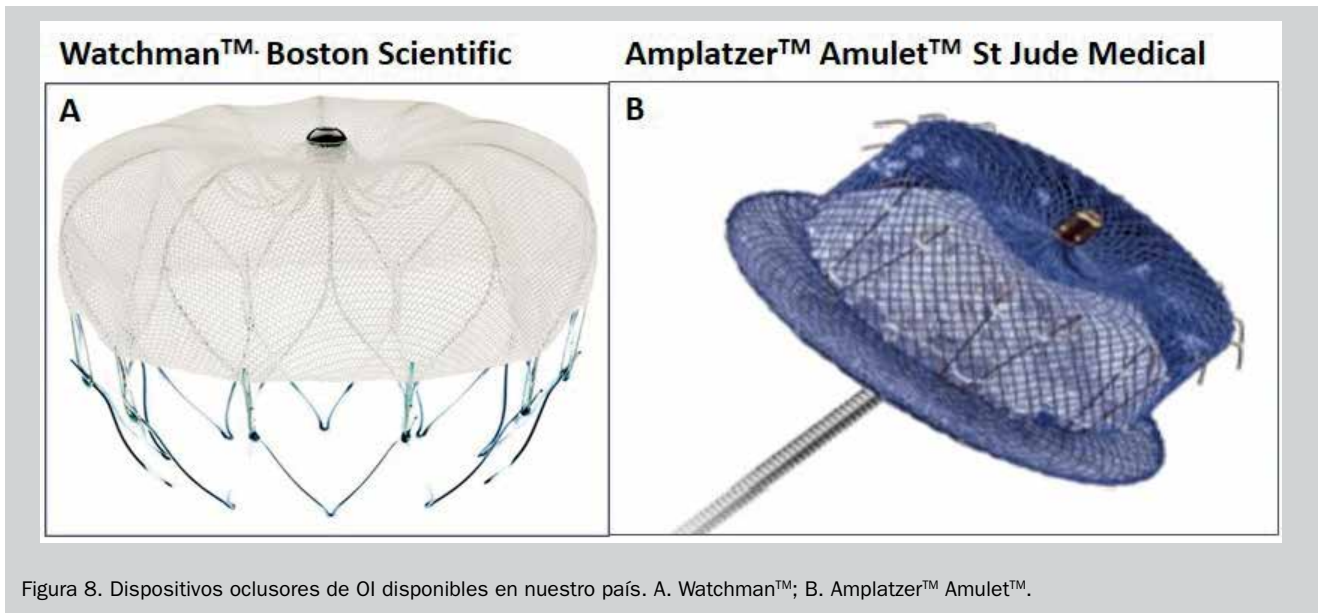 Watchman™. Boston Scientific
Amplatzer™ Amulet™ St Jude Medical
A
B
Figura 8. Dispositivos oclusores de OI disponibles en nuestro país. A. Watchman™; B. Amplatzer™ Amulet™.